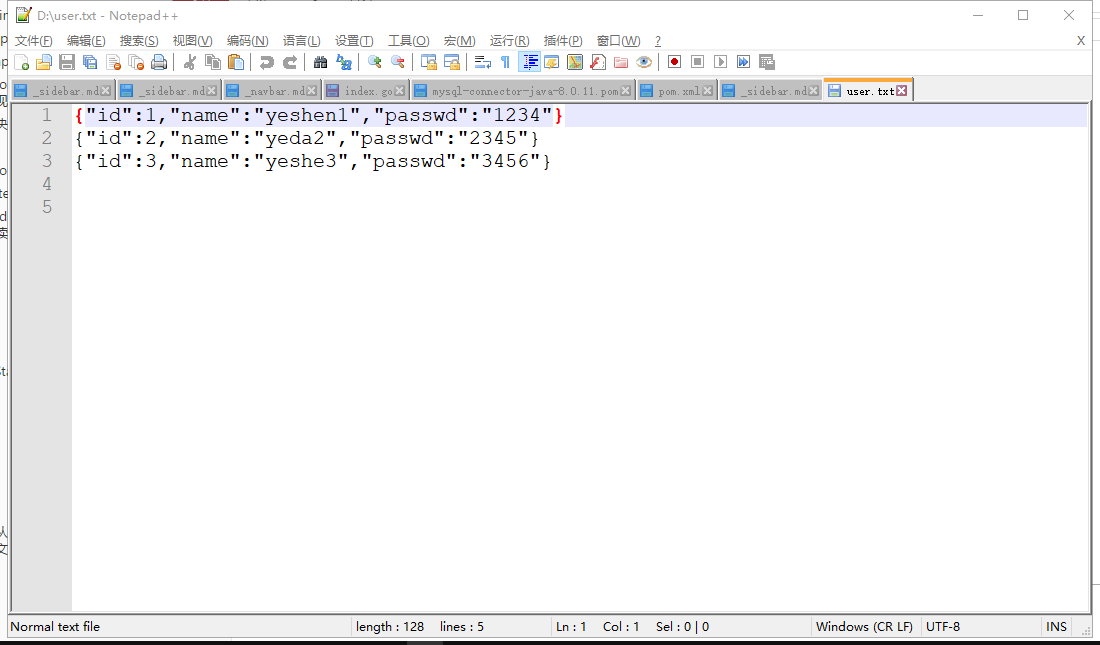 D:\user.txt - Notepad++
文件(F) 编辑(E) 搜索(S) 视图(V) 编码(N) 语言(L) 设置(T) 工具(O) 宏(M) 运行(R) 插件(P) 窗口(W) ? X
_sidebar.md _sidebar.md _navbar.md index.go mysql-connector-java-8.0.11.pom pom.xml _sidebar.md user.txt
1 {"id":1,"name":"yeshen1","passwd":"1234"}
2 {"id":2,"name":"yeda2","passwd":"2345"}
3 {"id":3,"name":"yeshe3","passwd":"3456"}
4
5
Normal text file length : 128 lines : 5 Ln : 1 Col : 1 Sel : 0 | 0 Windows (CR LF) UTF-8 INS